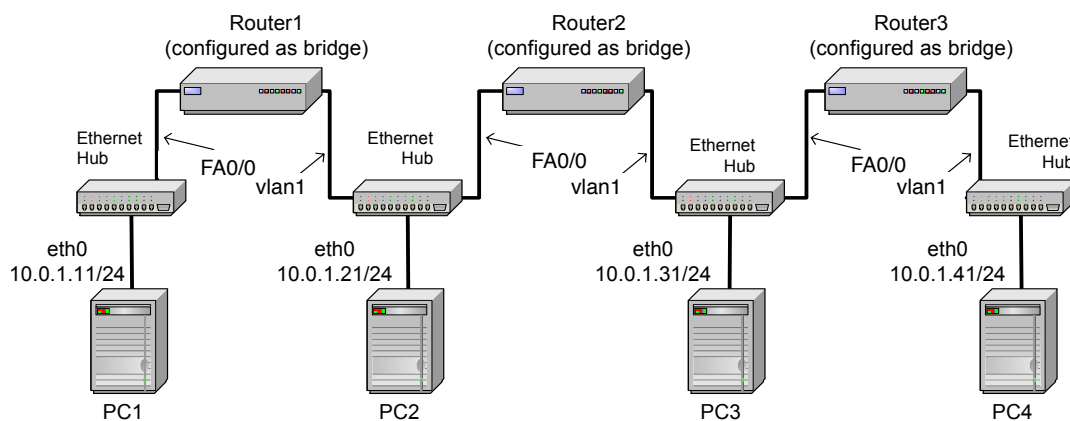 Router1
(configured as bridge)
Router2
(configured as bridge)
Router3
(configured as bridge)
Ethernet
Hub
FA0/0
vlan1
Ethernet
Hub
FA0/0
vlan1
Ethernet
Hub
FA0/0
vlan1
Ethernet
Hub
eth0
10.0.1.11/24
eth0
10.0.1.21/24
eth0
10.0.1.31/24
eth0
10.0.1.41/24
PC1
PC2
PC3
PC4